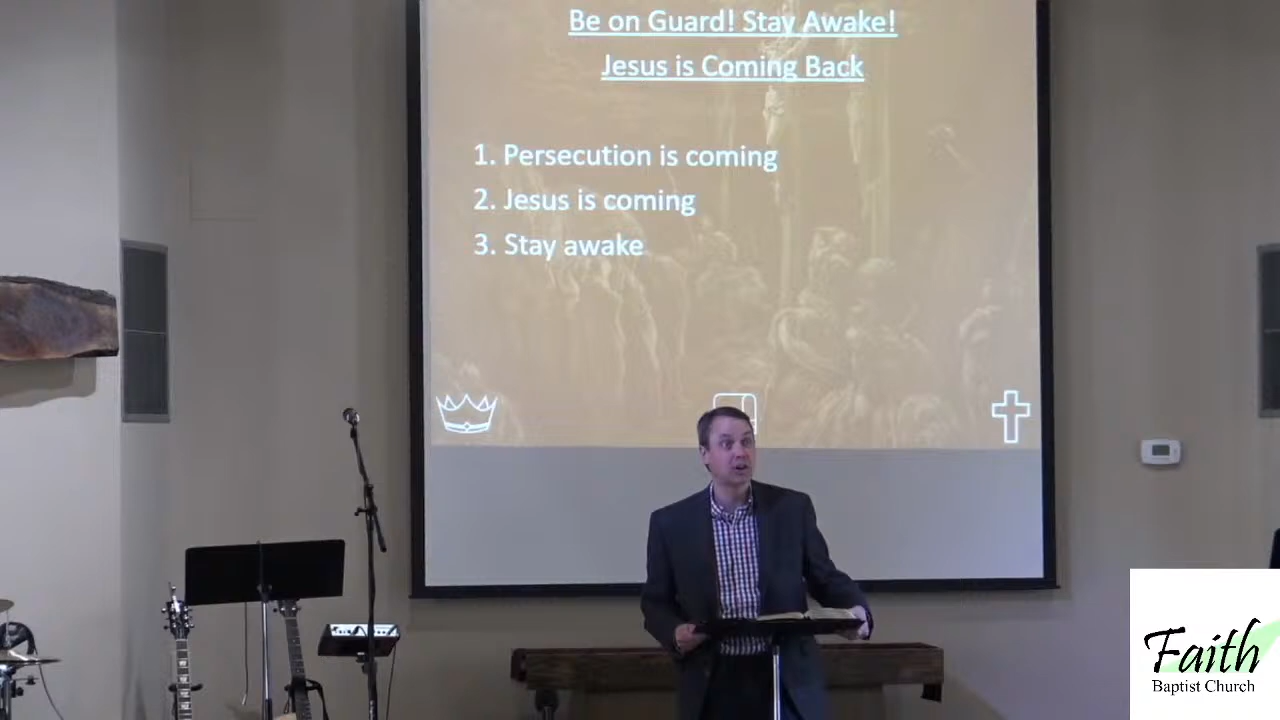 Be on Guard! Stay Awake!
Jesus is Coming Back
1. Persecution is coming
2. Jesus is coming
3. Stay awake
Faith
Baptist Church